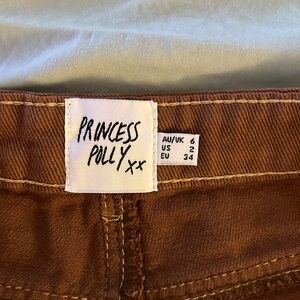 PRINCESS
POLLY xx
AU/UK 6
US 2
EU 34